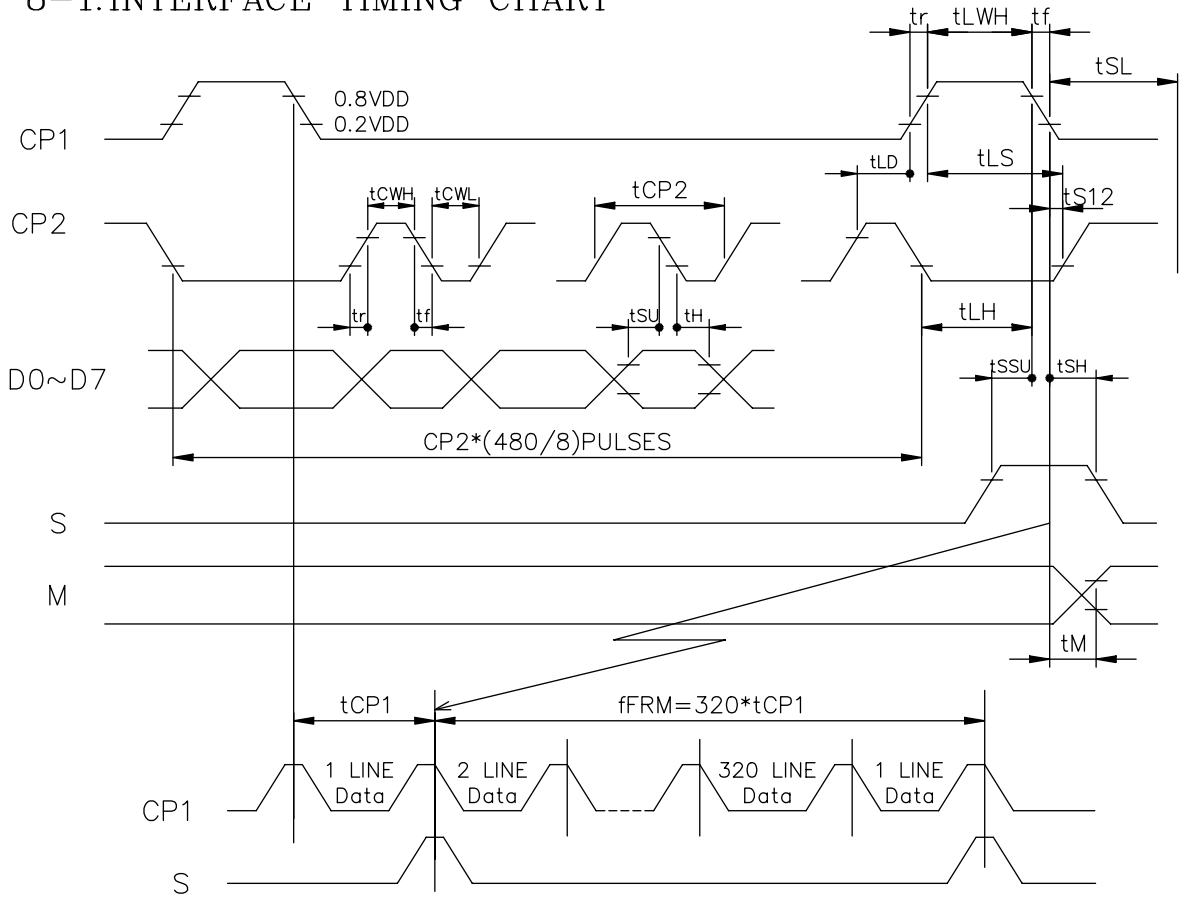 8-1.INTERFACE TIMING CHART
tr tLWH tf
tSL
0.8VDD
0.2VDD
CP1
tLD tLS
tCWH tCWL tCP2
tS12
CP2
tr tf tSU tH tLH
tSSU tSH
D0~D7
CP2*(480/8)PULSES
S
M
tM
tCP1 fFRM=320*tCP1
1 LINE Data
2 LINE Data
320 LINE Data
1 LINE Data
CP1
S